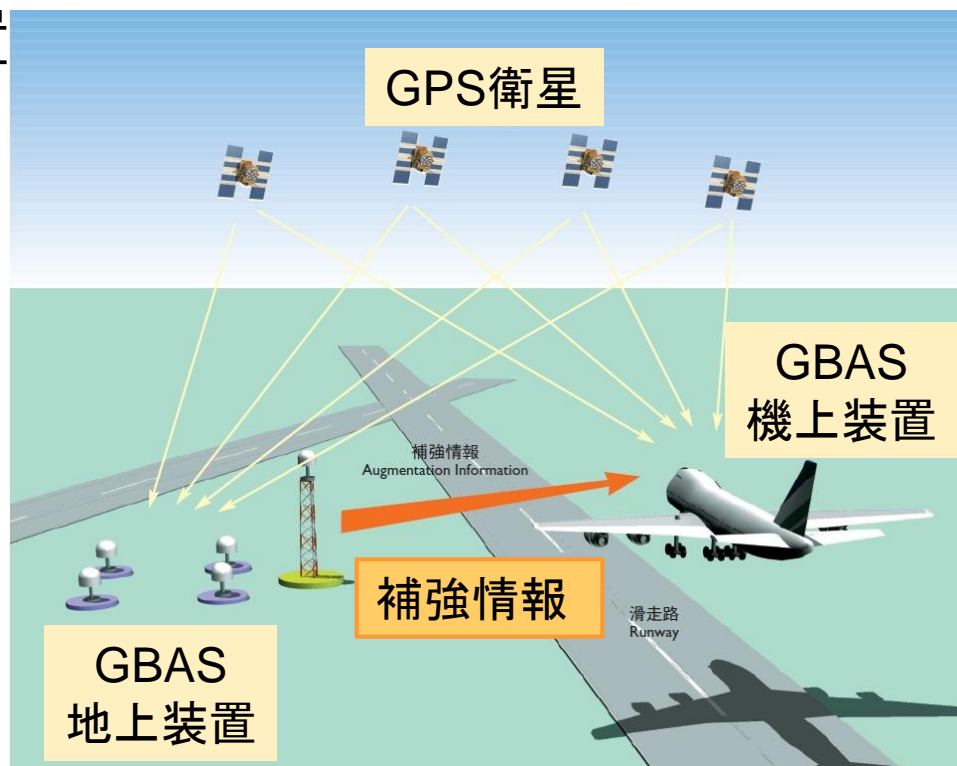 GPS衛星
GBAS
機上装置
補強情報
Augmentation Information
補強情報
滑走路
Runway
GBAS
地上装置